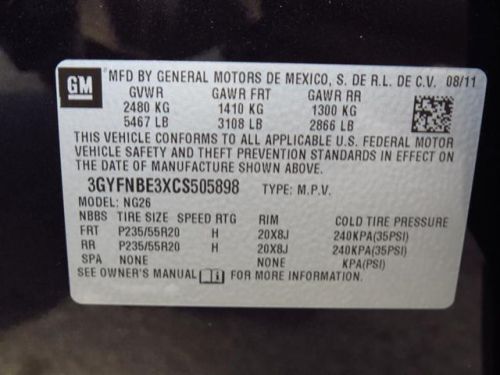 GM
MFD BY GENERAL MOTORS DE MEXICO, S. DE R.L. DE C.V. 08/11
GVWR GAWR FRT GAWR RR
2480 KG 1410 KG 1300 KG
5467 LB 3108 LB 2866 LB
THIS VEHICLE CONFORMS TO ALL APPLICABLE U.S. FEDERAL MOTOR
VEHICLE SAFETY AND THEFT PREVENTION STANDARDS IN EFFECT ON
THE DATE OF MANUFACTURE SHOWN ABOVE.
3GYFNBE3XCS505898 TYPE: M.P.V.
MODEL: NG26
NBBS TIRE SIZE SPEED RTG RIM COLD TIRE PRESSURE
FRT P235/55R20 H 20X8J 240KPA(35PSI)
RR P235/55R20 H 20X8J 240KPA(35PSI)
SPA NONE NONE KPA(PSI)
SEE OWNER'S MANUAL FOR MORE INFORMATION.